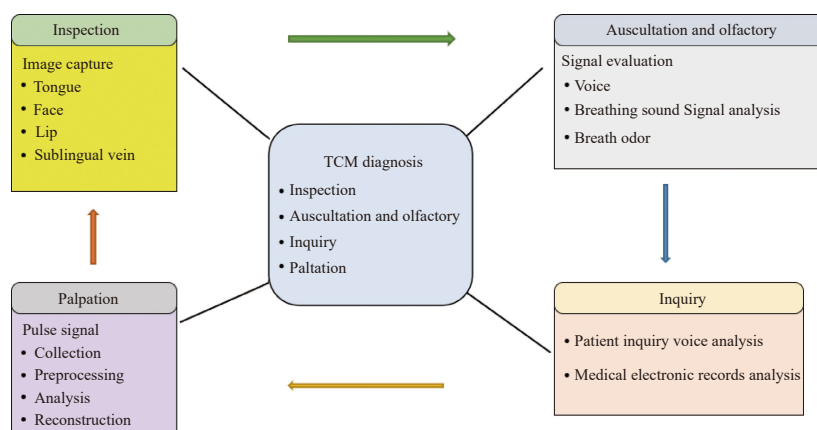 Inspection
Image capture
• Tongue
• Face
• Lip
• Sublingual vein
Auscultation and olfactory
Signal evaluation
• Voice
• Breathing sound Signal analysis
• Breath odor
TCM diagnosis
• Inspection
• Auscultation and olfactory
• Inquiry
• Paltation
Palpation
Pulse signal
• Collection
• Preprocessing
• Analysis
• Reconstruction
Inquiry
• Patient inquiry voice analysis
• Medical electronic records analysis